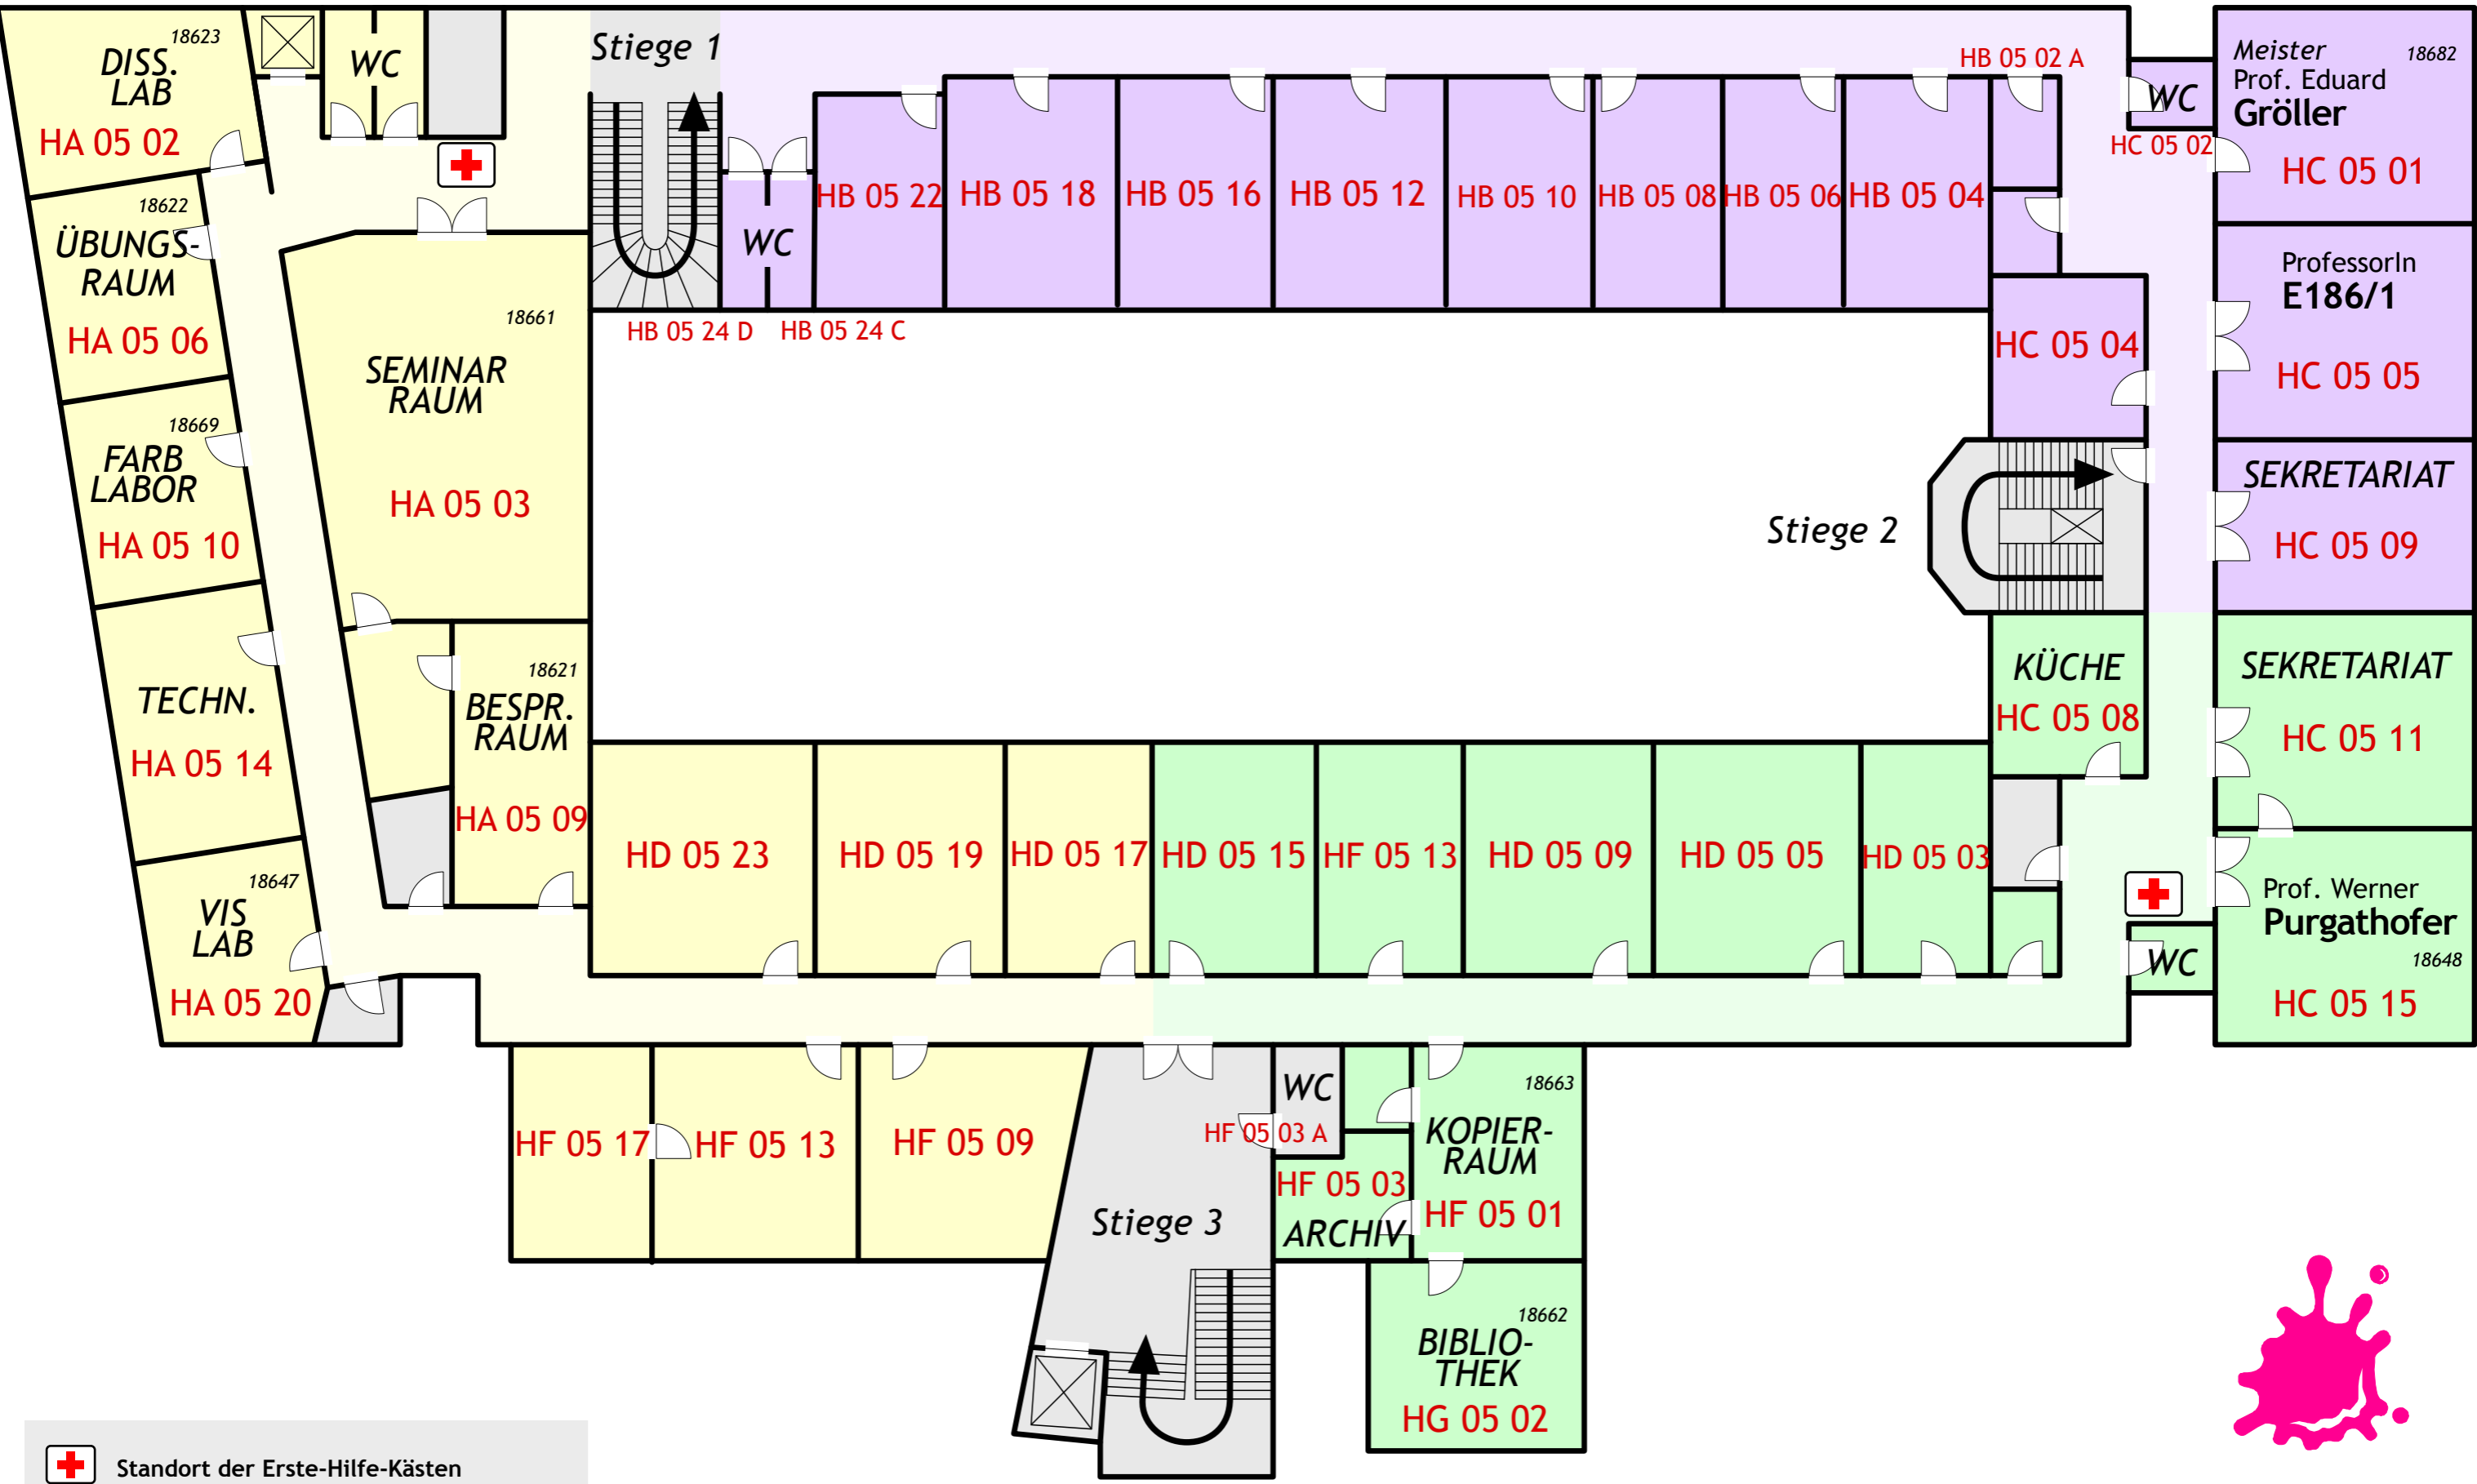 18623
DISS.
LAB
HA 05 02
WC
Stiege 1
HB 05 02 A
WC
HC 05 02
Meister
18682
Prof. Eduard
Gröller
HC 05 01
18622
ÜBUNGS-
RAUM
HA 05 06
WC
HB 05 22
HB 05 18
HB 05 16
HB 05 12
HB 05 10
HB 05 08
HB 05 06
HB 05 04
HB 05 24 D
HB 05 24 C
18661
SEMINAR
RAUM
HA 05 03
HC 05 04
ProfessorIn
E186/1
HC 05 05
18669
FARB
LABOR
HA 05 10
Stiege 2
SEKRETARIAT
HC 05 09
TECHN.
HA 05 14
18621
BESPR.
RAUM
HA 05 09
KÜCHE
HC 05 08
SEKRETARIAT
HC 05 11
HD 05 23
HD 05 19
HD 05 17
HD 05 15
HF 05 13
HD 05 09
HD 05 05
HD 05 03
18647
VIS
LAB
HA 05 20
Prof. Werner
Purgathofer
18648
HC 05 15
WC
HF 05 17
HF 05 13
HF 05 09
WC
HF 05 03 A
18663
KOPIER-
RAUM
HF 05 01
HF 05 03
ARCHIV
Stiege 3
18662
BIBLIO-
THEK
HG 05 02
Standort der Erste-Hilfe-Kästen